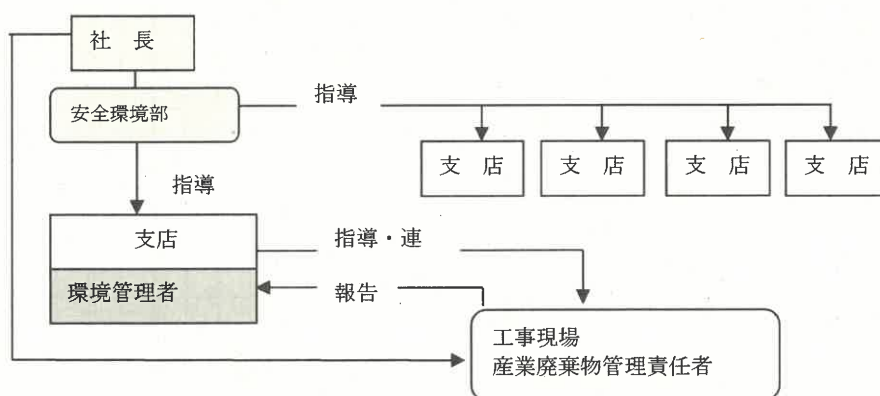 社　長
安全環境部
指導
支　店
支　店
支　店
支　店
指導
支店
環境管理者
指導・連
報告
工事現場
産業廃棄物管理責任者